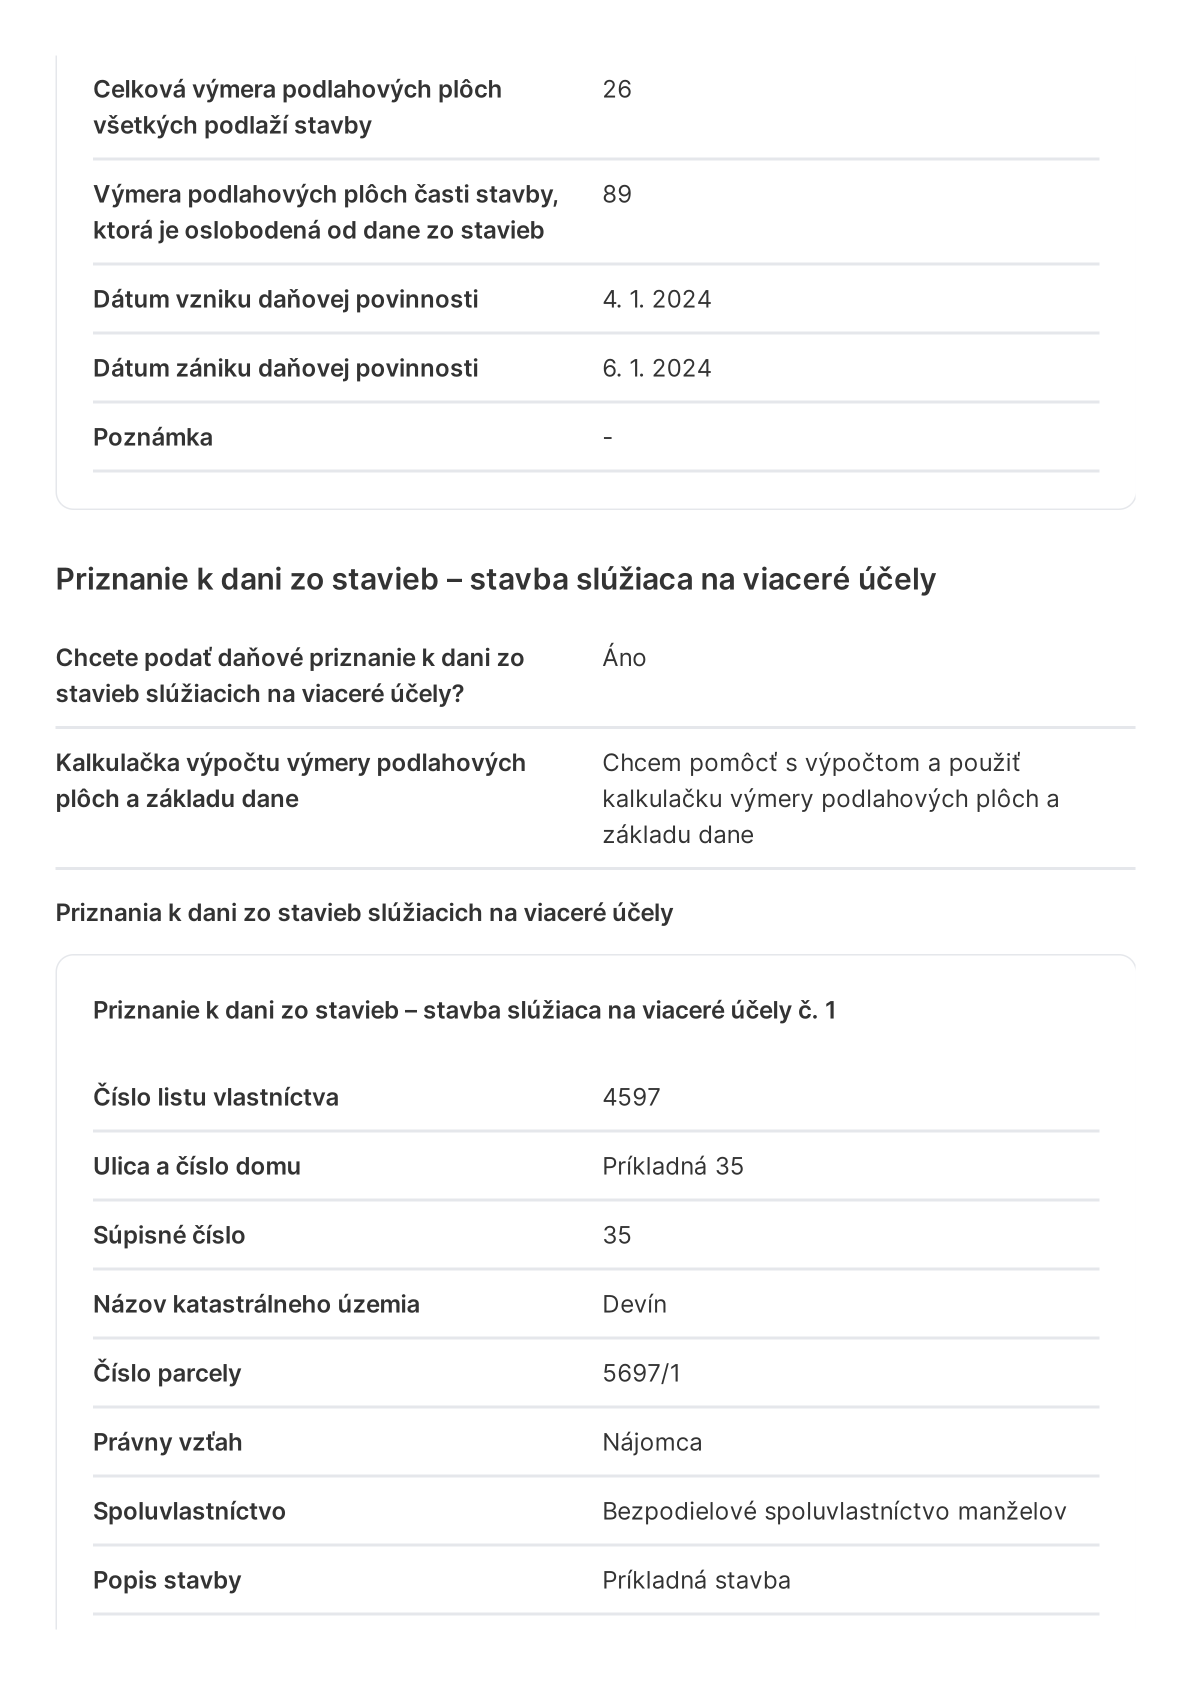 Celková výmera podlahových plôch
všetkých podlaží stavby
26
Výmera podlahových plôch časti stavby,
ktorá je oslobodená od dane zo stavieb
89
Dátum vzniku daňovej povinnosti
4. 1. 2024
Dátum zániku daňovej povinnosti
6. 1. 2024
Poznámka
-
Priznanie k dani zo stavieb – stavba slúžiaca na viaceré účely
Chcete podať daňové priznanie k dani zo
stavieb slúžiacich na viaceré účely?
Áno
Kalkulačka výpočtu výmery podlahových
plôch a základu dane
Chcem pomôcť s výpočtom a použiť
kalkulačku výmery podlahových plôch a
základu dane
Priznania k dani zo stavieb slúžiacich na viaceré účely
Priznanie k dani zo stavieb – stavba slúžiaca na viaceré účely č. 1
Číslo listu vlastníctva
4597
Ulica a číslo domu
Príkladná 35
Súpisné číslo
35
Názov katastrálneho územia
Devín
Číslo parcely
5697/1
Právny vzťah
Nájomca
Spoluvlastníctvo
Bezpodielové spoluvlastníctvo manželov
Popis stavby
Príkladná stavba